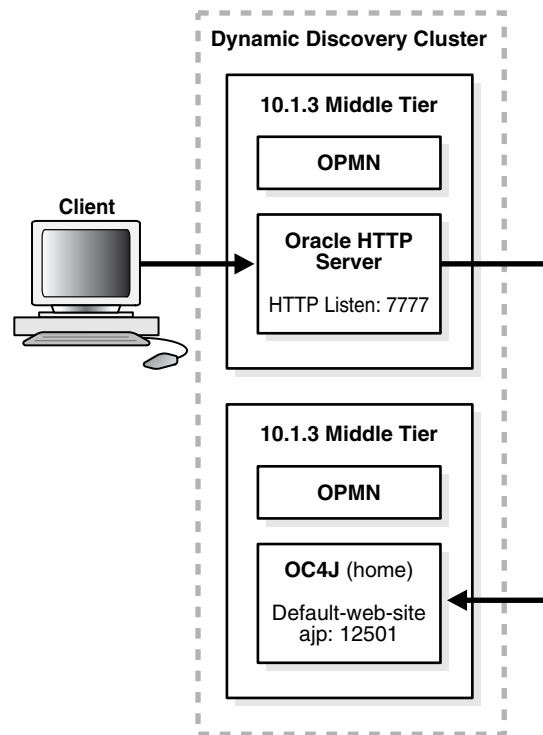 Dynamic Discovery Cluster
10.1.3 Middle Tier
OPMN
Client
Oracle HTTP
Server
HTTP Listen: 7777
10.1.3 Middle Tier
OPMN
OC4J (home)
Default-web-site
ajp: 12501